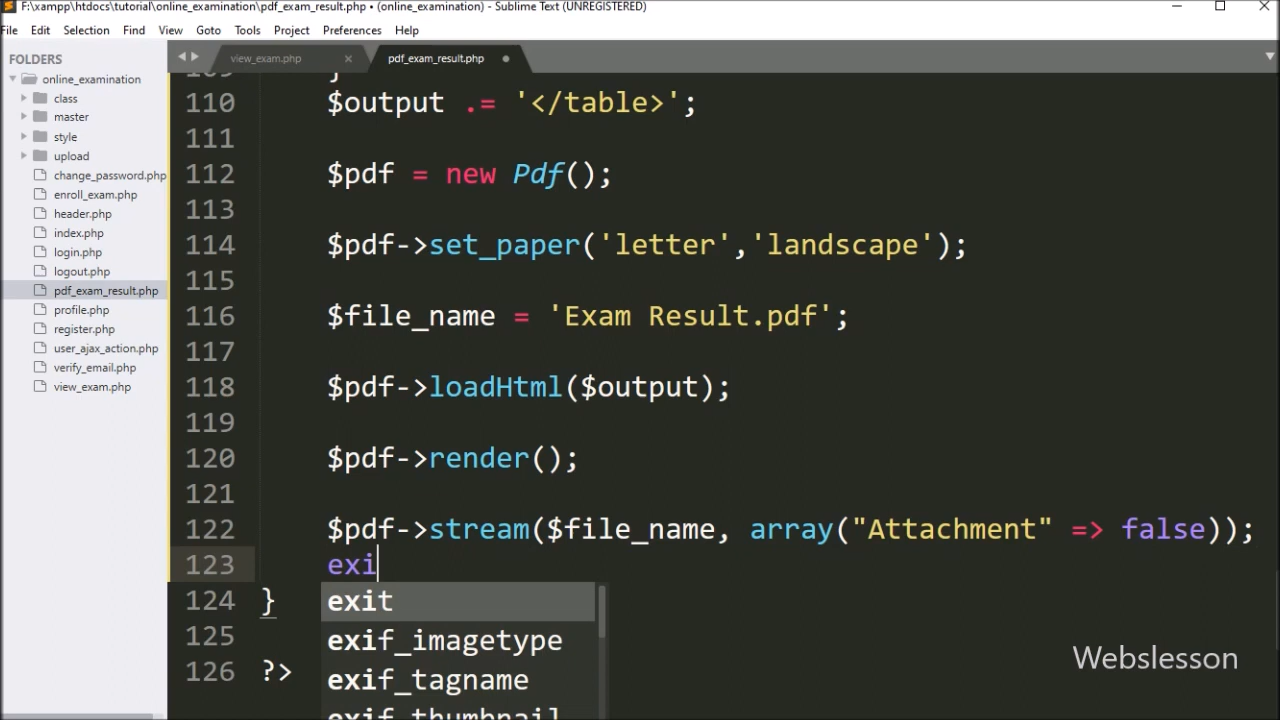 F:\xampp\htdocs\tutorial\online_examination\pdf_exam_result.php • (online_examination) - Sublime Text (UNREGISTERED)
File Edit Selection Find View Goto Tools Project Preferences Help
FOLDERS
online_examination
class
master
style
upload
change_password.php
enroll_exam.php
header.php
index.php
login.php
logout.php
pdf_exam_result.php
profile.php
register.php
user_ajax_action.php
verify_email.php
view_exam.php
view_exam.php pdf_exam_result.php
109 }
110 $output .= '</table>';
111
112 $pdf = new Pdf();
113
114 $pdf->set_paper('letter','landscape');
115
116 $file_name = 'Exam Result.pdf';
117
118 $pdf->loadHtml($output);
119
120 $pdf->render();
121
122 $pdf->stream($file_name, array("Attachment" => false));
123 exi
124 }
125
126 ?>
exit
exif_imagetype
exif_tagname
exif_thumbnail
Webslesson